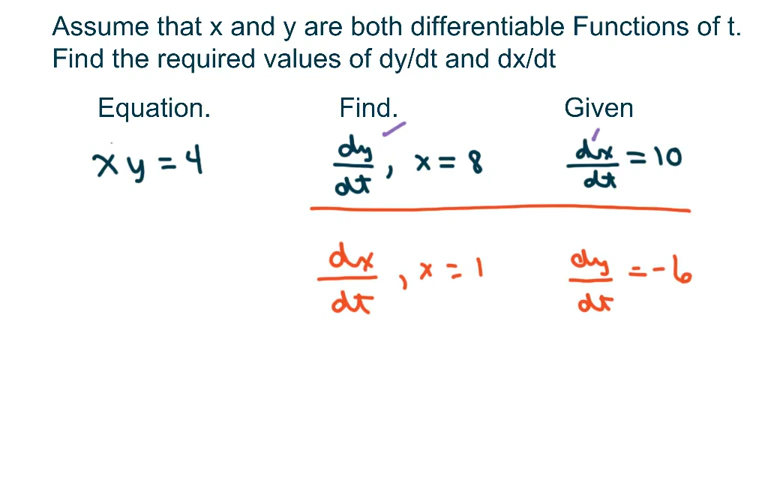 Assume that x and y are both differentiable Functions of t.
Find the required values of dy/dt and dx/dt
Equation. Find. Given
xy = 4 dy/dt, x = 8 dx/dt = 10
dx/dt, x = 1 dy/dt = -6